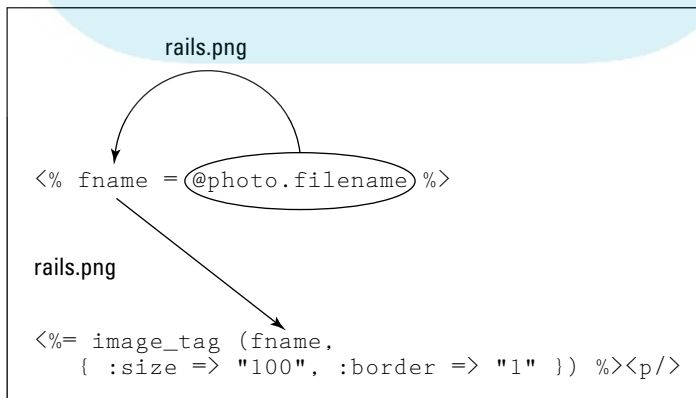 rails.png
<% fname = @photo.filename %>
rails.png
<%= image_tag (fname,
{ :size => "100", :border => "1" }) %><p/>